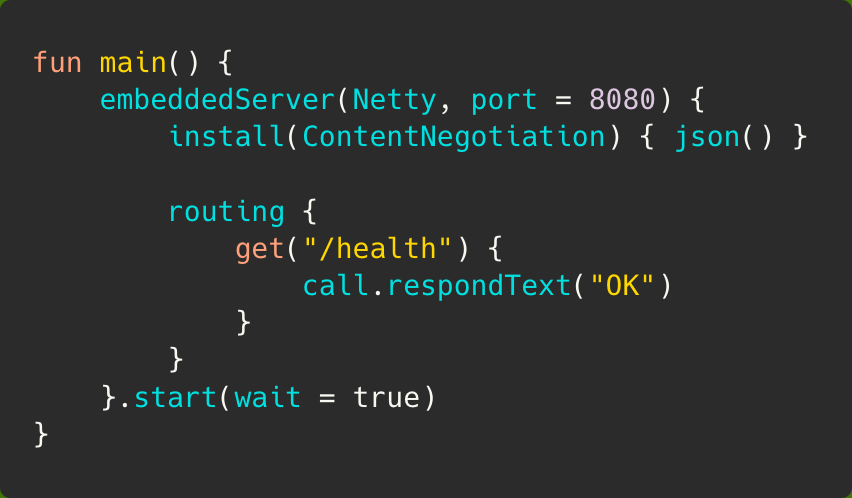 fun main() {
    embeddedServer(Netty, port = 8080) {
        install(ContentNegotiation) { json() }

        routing {
            get("/health") {
                call.respondText("OK")
            }
        }
    }.start(wait = true)
}